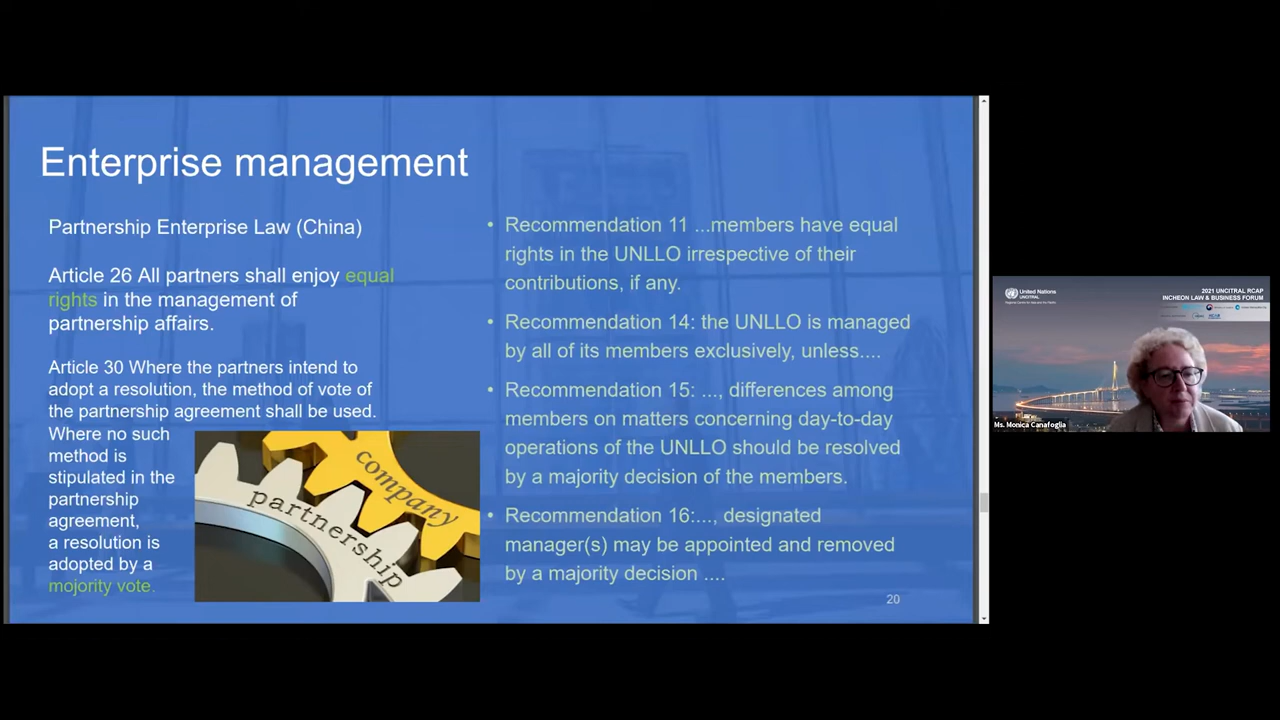 Enterprise management
Partnership Enterprise Law (China)
Article 26 All partners shall enjoy equal
rights in the management of
partnership affairs.
Article 30 Where the partners intend to
adopt a resolution, the method of vote of
the partnership agreement shall be used.
Where no such
method is
stipulated in the
partnership
agreement,
a resolution is
adopted by a
mojority vote.
company
partnership
• Recommendation 11 ...members have equal
rights in the UNLLO irrespective of their
contributions, if any.
• Recommendation 14: the UNLLO is managed
by all of its members exclusively, unless....
• Recommendation 15: ..., differences among
members on matters concerning day-to-day
operations of the UNLLO should be resolved
by a majority decision of the members.
• Recommendation 16:..., designated
manager(s) may be appointed and removed
by a majority decision ....
20
United Nations
UNCITRAL
2021 UNCITRAL RCAP
INCHEON LAW & BUSINESS FORUM
Ms. Monica Canafoglia